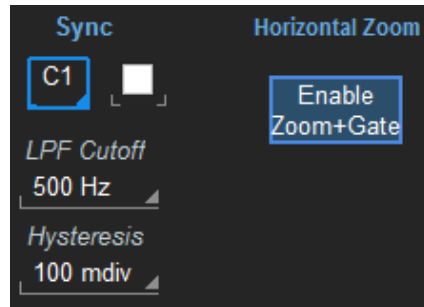 Sync
C1
LPF Cutoff
500 Hz
Hysteresis
100 mdiv
Horizontal Zoom
Enable
Zoom+Gate